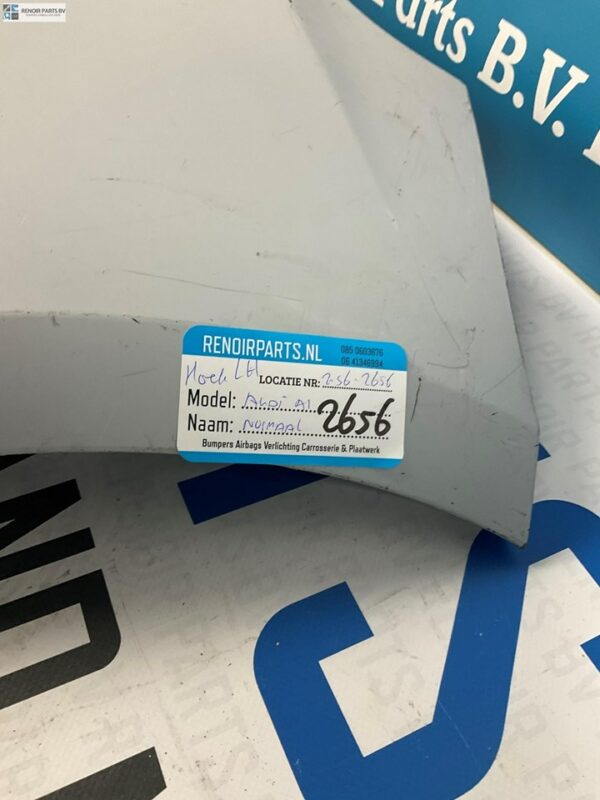 RENOIR PARTS BV
arts B.V.
RENOIRPARTS.NL
085 0603676
06 41346994
Hoek LH
LOCATIE NR: 2-56-2656
Model: AUDI A1
2656
Naam: NORMAAL
Bumpers Airbags Verlichting Carrosserie & Plaatwerk